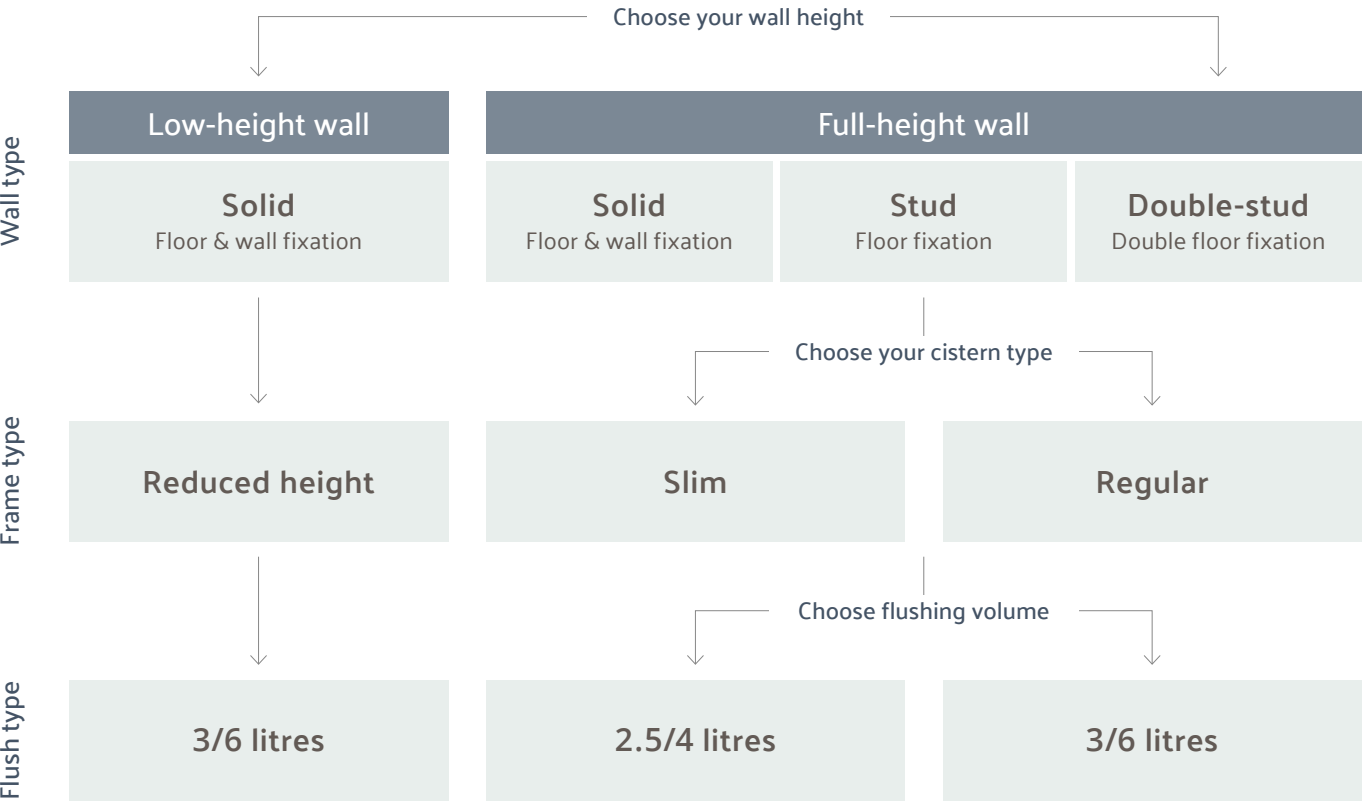 Choose your wall height
Wall type
Low-height wall
Full-height wall
Solid
Floor & wall fixation
Solid
Floor & wall fixation
Stud
Floor fixation
Double-stud
Double floor fixation
Choose your cistern type
Frame type
Reduced height
Slim
Regular
Choose flushing volume
Flush type
3/6 litres
2.5/4 litres
3/6 litres